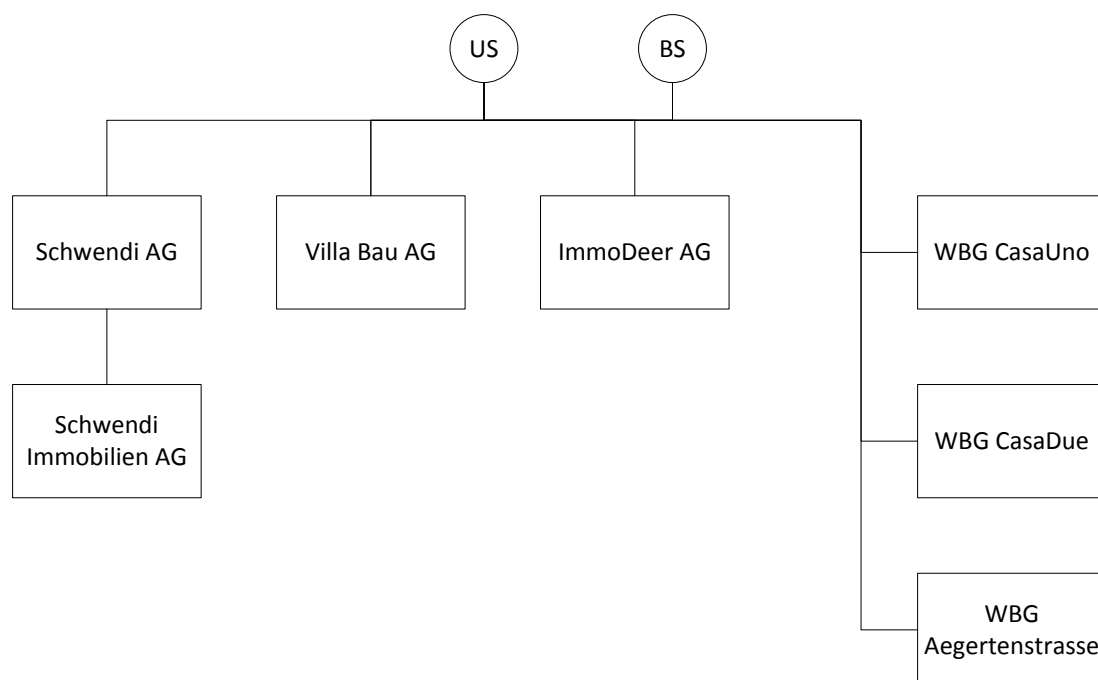 US
BS
Schwendi AG
Villa Bau AG
ImmoDeer AG
WBG CasaUno
Schwendi
Immobilien AG
WBG CasaDue
WBG
Aegertenstrasse